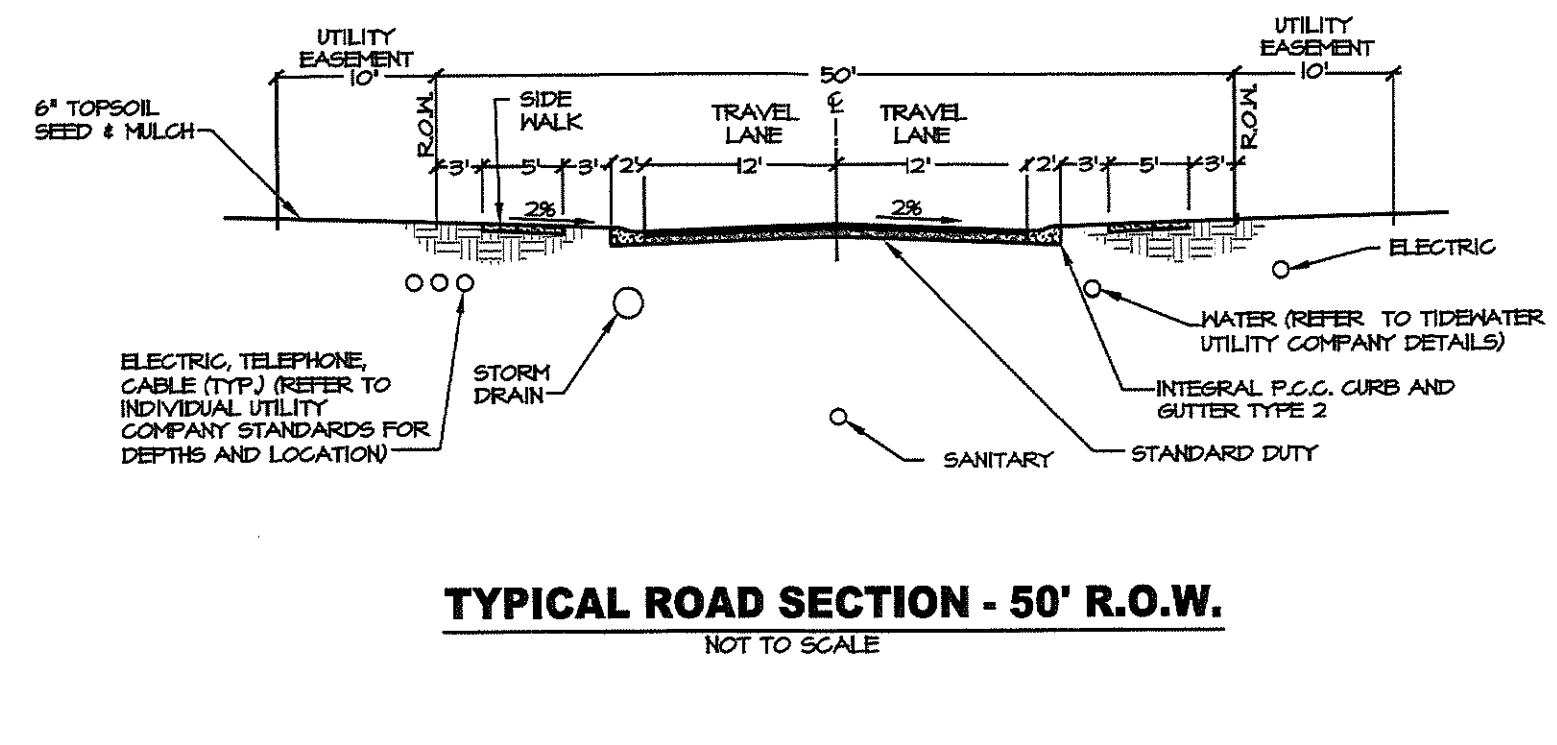 UTILITY
EASEMENT
10'
50'
UTILITY
EASEMENT
10'
6" TOPSOIL
SEED & MULCH
R.O.W.
SIDE
WALK
TRAVEL
LANE
℄
TRAVEL
LANE
R.O.W.
3' 5' 3' 2' 12' 12' 2' 3' 5' 3'
2%
2%
ELECTRIC
WATER (REFER TO TIDEWATER
UTILITY COMPANY DETAILS)
ELECTRIC, TELEPHONE,
CABLE (TYP.) (REFER TO
INDIVIDUAL UTILITY
COMPANY STANDARDS FOR
DEPTHS AND LOCATION)
STORM
DRAIN
INTEGRAL P.C.C. CURB AND
GUTTER TYPE 2
SANITARY
STANDARD DUTY
TYPICAL ROAD SECTION - 50' R.O.W.
NOT TO SCALE